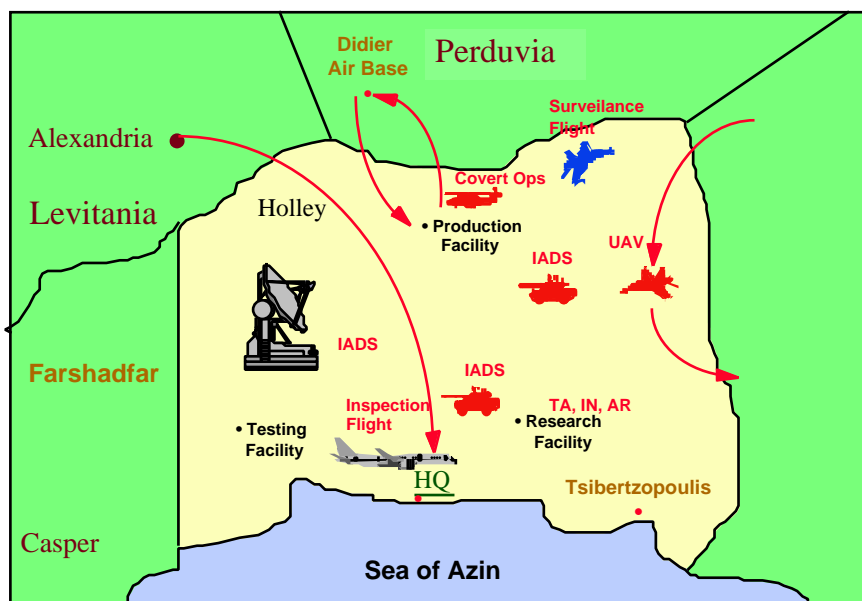 Didier
Air Base
Perduvia
Surveilance
Flight
Alexandria
Covert Ops
Levitania
Holley
• Production
Facility
UAV
IADS
IADS
Farshadfar
IADS
Inspection
Flight
TA, IN, AR
• Testing
Facility
• Research
Facility
HQ
Tsibertzopoulis
Casper
Sea of Azin